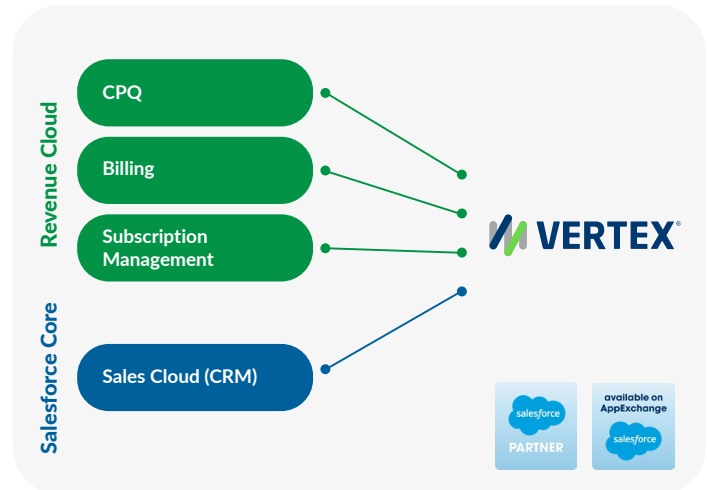 Revenue Cloud
CPQ
Billing
Subscription
Management
Salesforce Core
Sales Cloud (CRM)
VERTEX®
salesforce
PARTNER
available on
AppExchange
salesforce